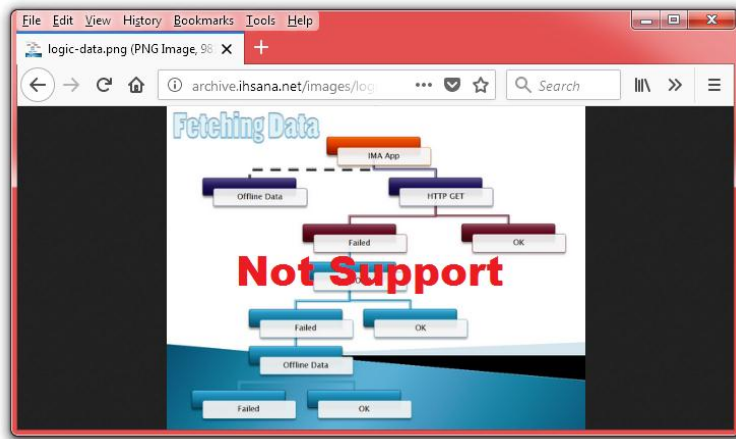 File Edit View History Bookmarks Tools Help
logic-data.png (PNG Image, 98
archive.ihsana.net/images/log
Search
Fetching Data
IMA App
Offline Data
HTTP GET
Failed
OK
Not Support
Failed
OK
Offline Data
Failed
OK